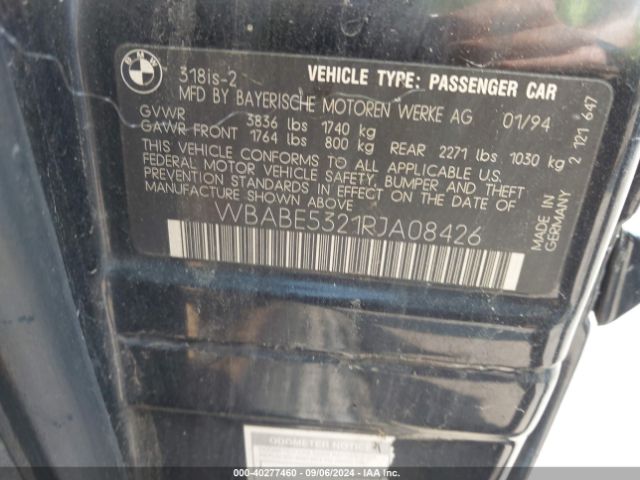 BMW
318is-2 VEHICLE TYPE: PASSENGER CAR
MFD BY BAYERISCHE MOTOREN WERKE AG 01/94
GVWR 3836 lbs 1740 kg
GAWR FRONT 1764 lbs 800 kg REAR 2271 lbs 1030 kg
THIS VEHICLE CONFORMS TO ALL APPLICABLE U.S.
FEDERAL MOTOR VEHICLE SAFETY, BUMPER AND THEFT
PREVENTION STANDARDS IN EFFECT ON THE DATE OF
MANUFACTURE SHOWN ABOVE
WBABE5321RJA08426
MADE IN
GERMANY
2 121 647
ODOMETER NOTICE
000-40277460 - 09/06/2024 - IAA Inc.